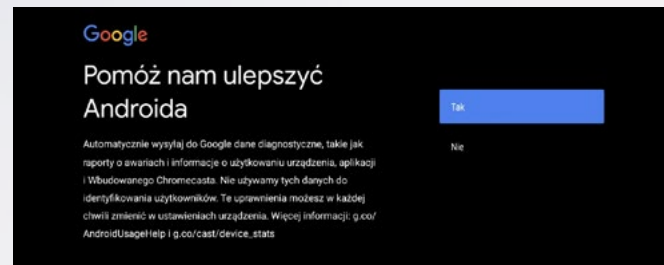 Google
Pomóż nam ulepszyć
Androida
Automatycznie wysyłaj do Google dane diagnostyczne, takie jak
raporty o awariach i informacje o użytkowaniu urządzenia, aplikacji
i Wbudowanego Chromecasta. Nie używamy tych danych do
identyfikowania użytkowników. Te uprawnienia możesz w każdej
chwili zmienić w ustawieniach urządzenia. Więcej informacji: g.co/
AndroidUsageHelp i g.co/cast/device_stats
Tak
Nie